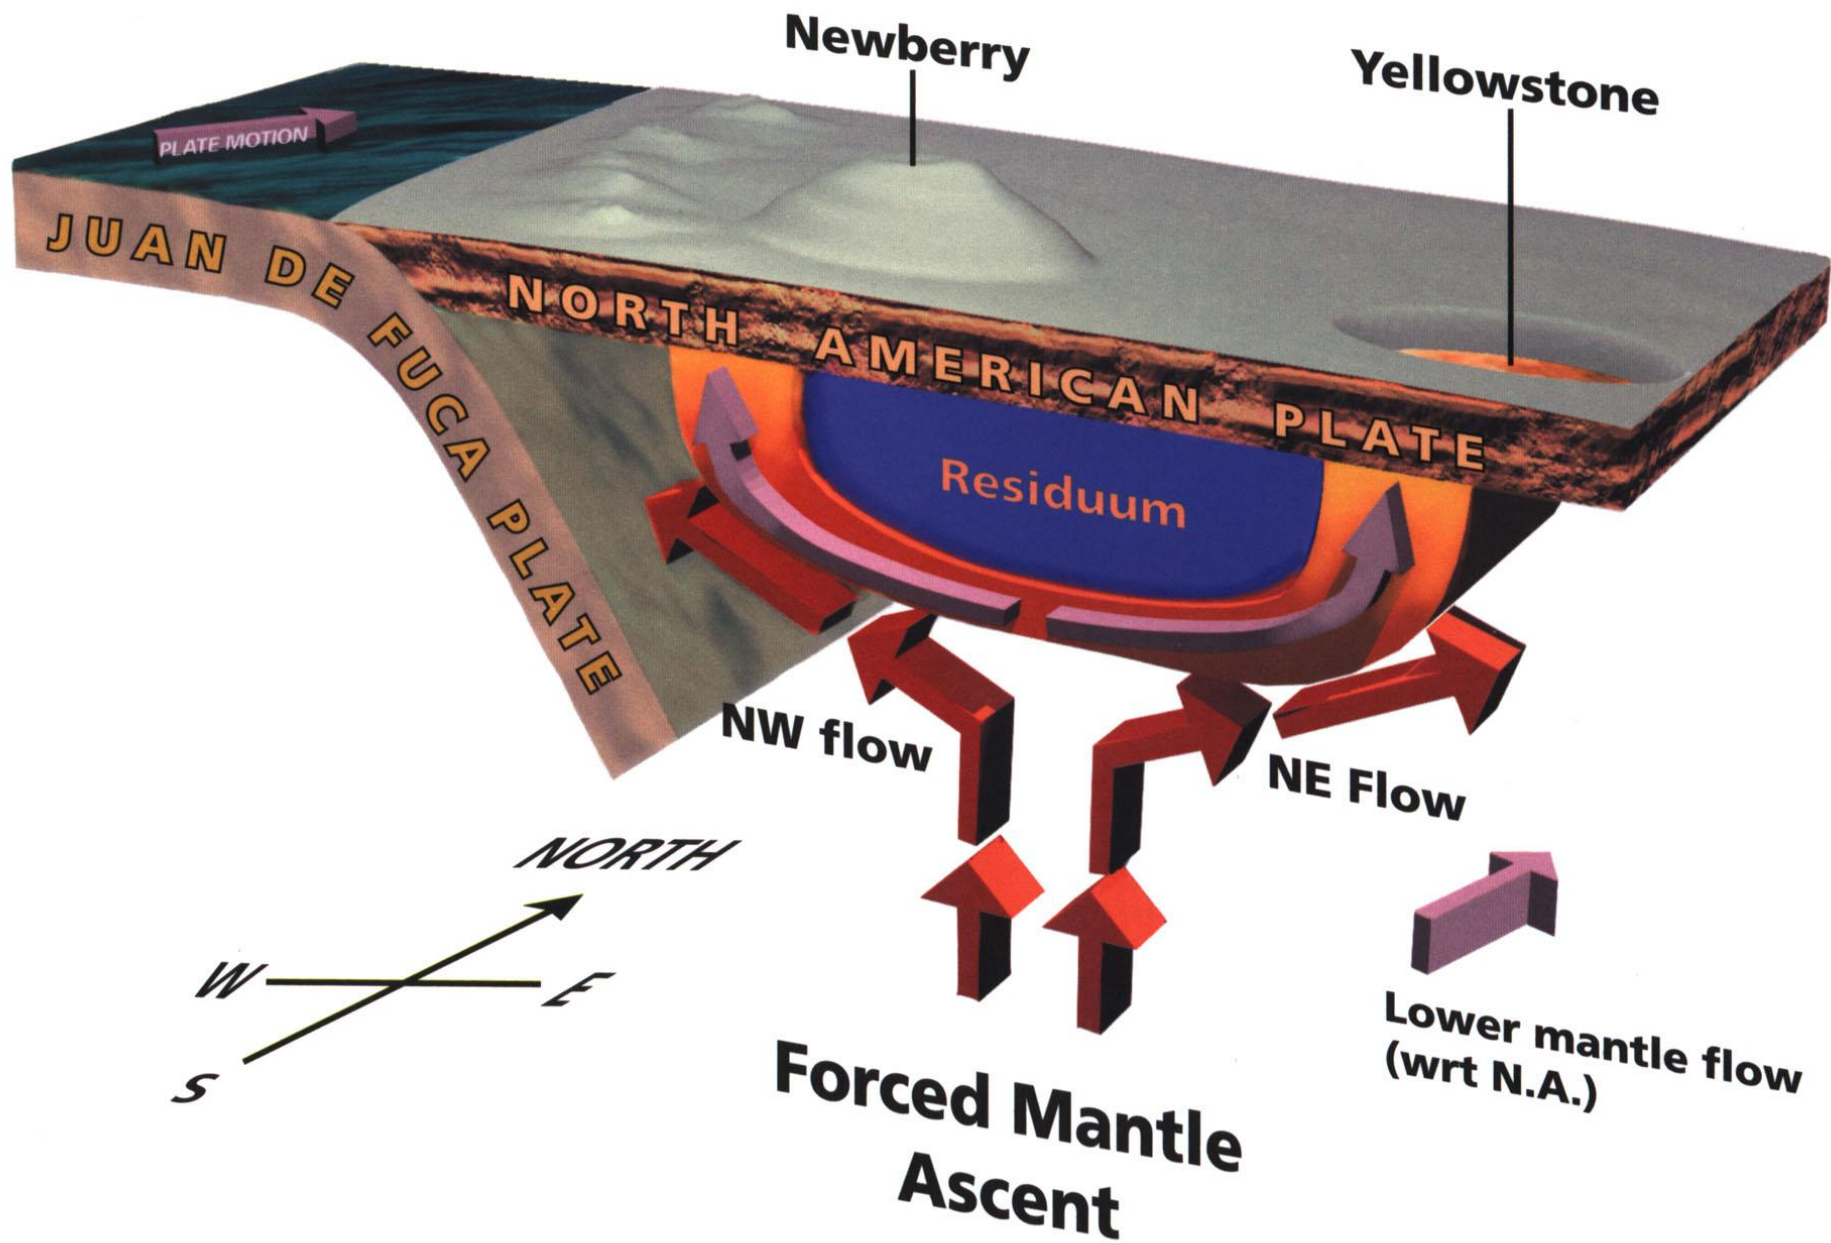 Newberry
Yellowstone
PLATE MOTION
JUAN DE FUCA PLATE
NORTH AMERICAN PLATE
Residuum
NW flow
NE Flow
NORTH
W
E
S
Lower mantle flow
(wrt N.A.)
Forced Mantle
Ascent